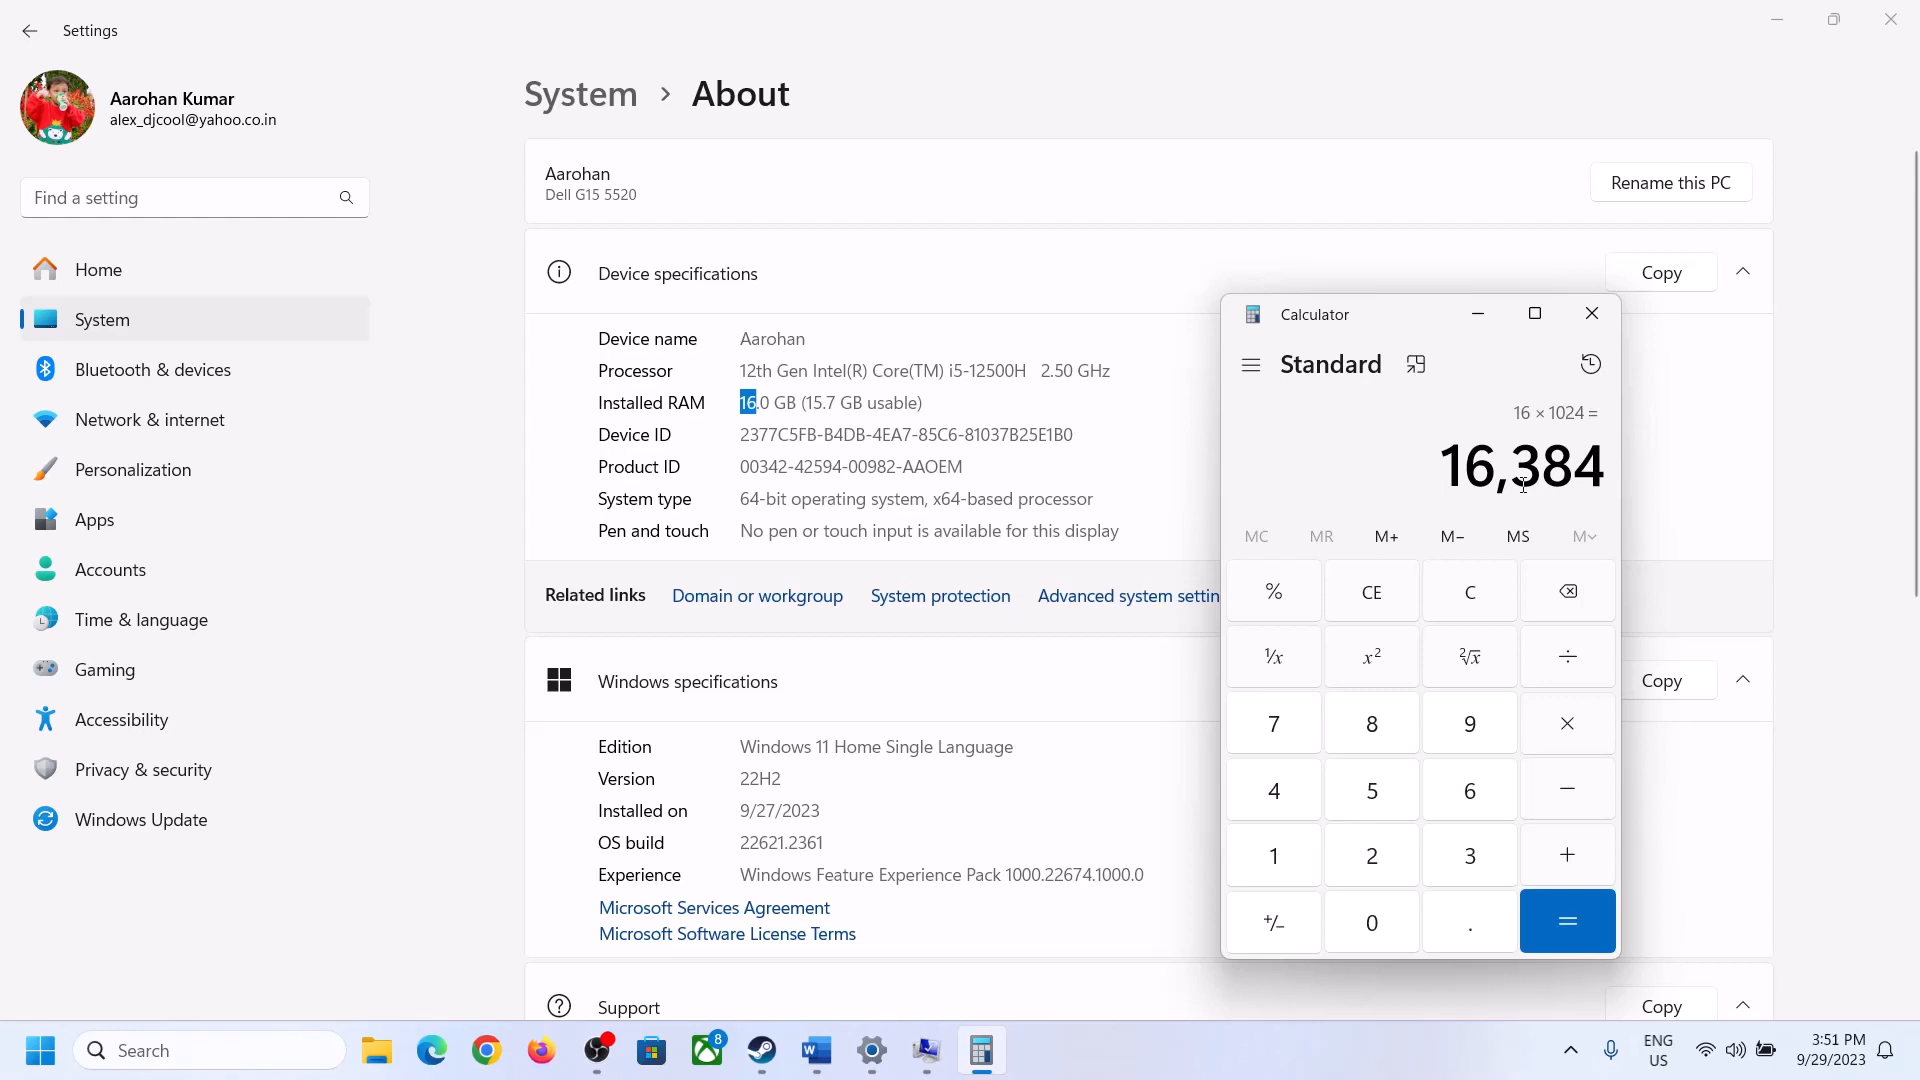 Settings
Aarohan Kumar
alex_djcool@yahoo.co.in
Find a setting
Home
System
Bluetooth & devices
Network & internet
Personalization
Apps
Accounts
Time & language
Gaming
Accessibility
Privacy & security
Windows Update
System > About
Aarohan
Dell G15 5520
Rename this PC
Device specifications
Copy
Device name Aarohan
Processor 12th Gen Intel(R) Core(TM) i5-12500H 2.50 GHz
Installed RAM 16.0 GB (15.7 GB usable)
Device ID 2377C5FB-B4DB-4EA7-85C6-81037B25E1B0
Product ID 00342-42594-00982-AAOEM
System type 64-bit operating system, x64-based processor
Pen and touch No pen or touch input is available for this display
Related links Domain or workgroup System protection Advanced system settin
Windows specifications
Copy
Edition Windows 11 Home Single Language
Version 22H2
Installed on 9/27/2023
OS build 22621.2361
Experience Windows Feature Experience Pack 1000.22674.1000.0
Microsoft Services Agreement
Microsoft Software License Terms
Support
Copy
Calculator
Standard
16 × 1024 =
16,384
MC MR M+ M− MS M
% CE C
⅟x x² ²√x ÷
7 8 9 ×
4 5 6 −
1 2 3 +
+/− 0 . =
Search
8
ENG
US
3:51 PM
9/29/2023